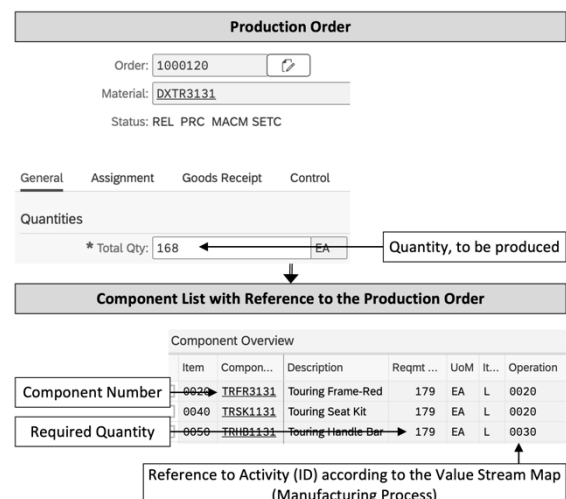 Production Order
Order: 1000120
Material: DXTR3131
Status: REL PRC MACM SETC
General Assignment Goods Receipt Control
Quantities
* Total Qty: 168 EA
Quantity, to be produced
Component List with Reference to the Production Order
Component Overview
Item Compon... Description Reqmt ... UoM It... Operation
Component Number
0020 TRFR3131 Touring Frame-Red 179 EA L 0020
0040 TRSK1131 Touring Seat Kit 179 EA L 0020
Required Quantity
0050 TRHB1131 Touring Handle Bar 179 EA L 0030
Reference to Activity (ID) according to the Value Stream Map
(Manufacturing Process)